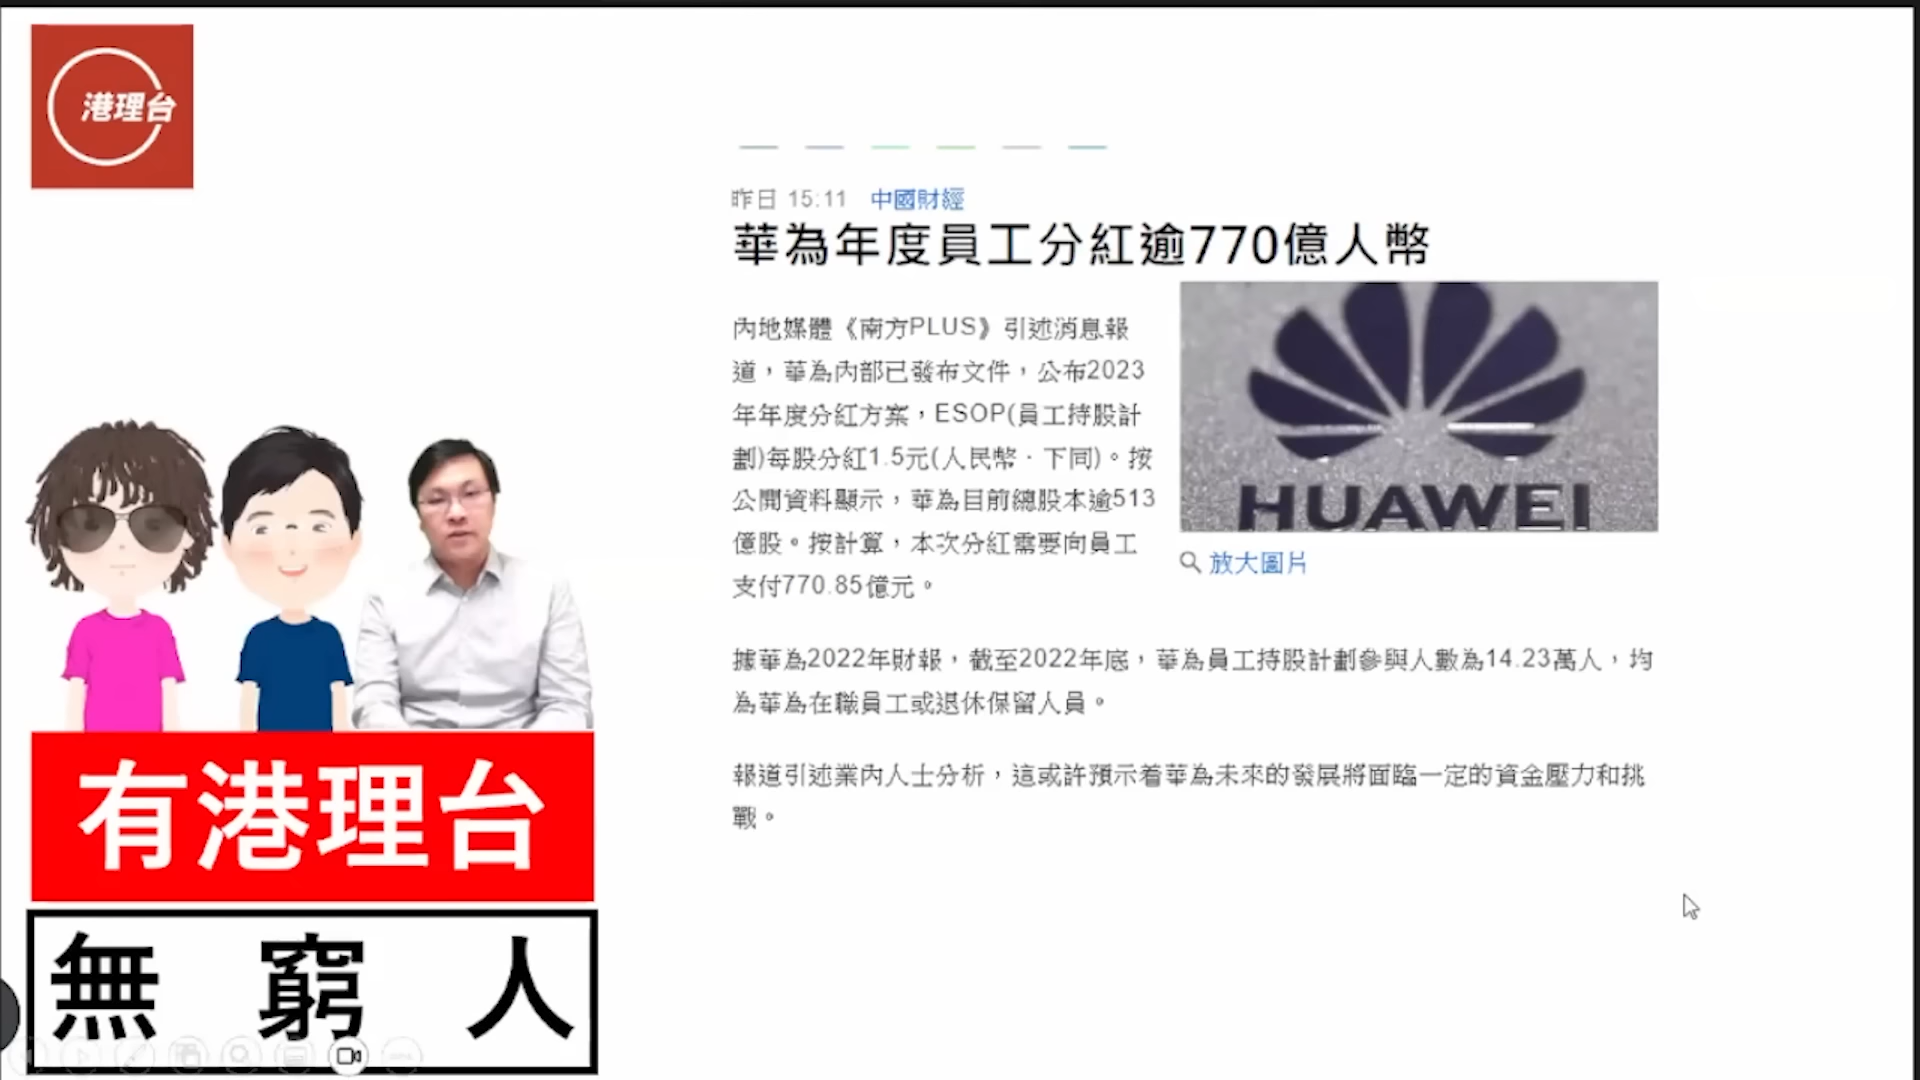 港理台
昨日 15:11 中國財經
華為年度員工分紅逾770億人幣
內地媒體《南方PLUS》引述消息報
道，華為內部已發布文件，公布2023
年年度分紅方案，ESOP(員工持股計
劃)每股分紅1.5元(人民幣．下同)。按
公開資料顯示，華為目前總股本逾513
億股。按計算，本次分紅需要向員工
支付770.85億元。
HUAWEI
放大圖片
據華為2022年財報，截至2022年底，華為員工持股計劃參與人數為14.23萬人，均
為華為在職員工或退休保留人員。
報道引述業內人士分析，這或許預示着華為未來的發展將面臨一定的資金壓力和挑
戰。
有港理台
無窮人